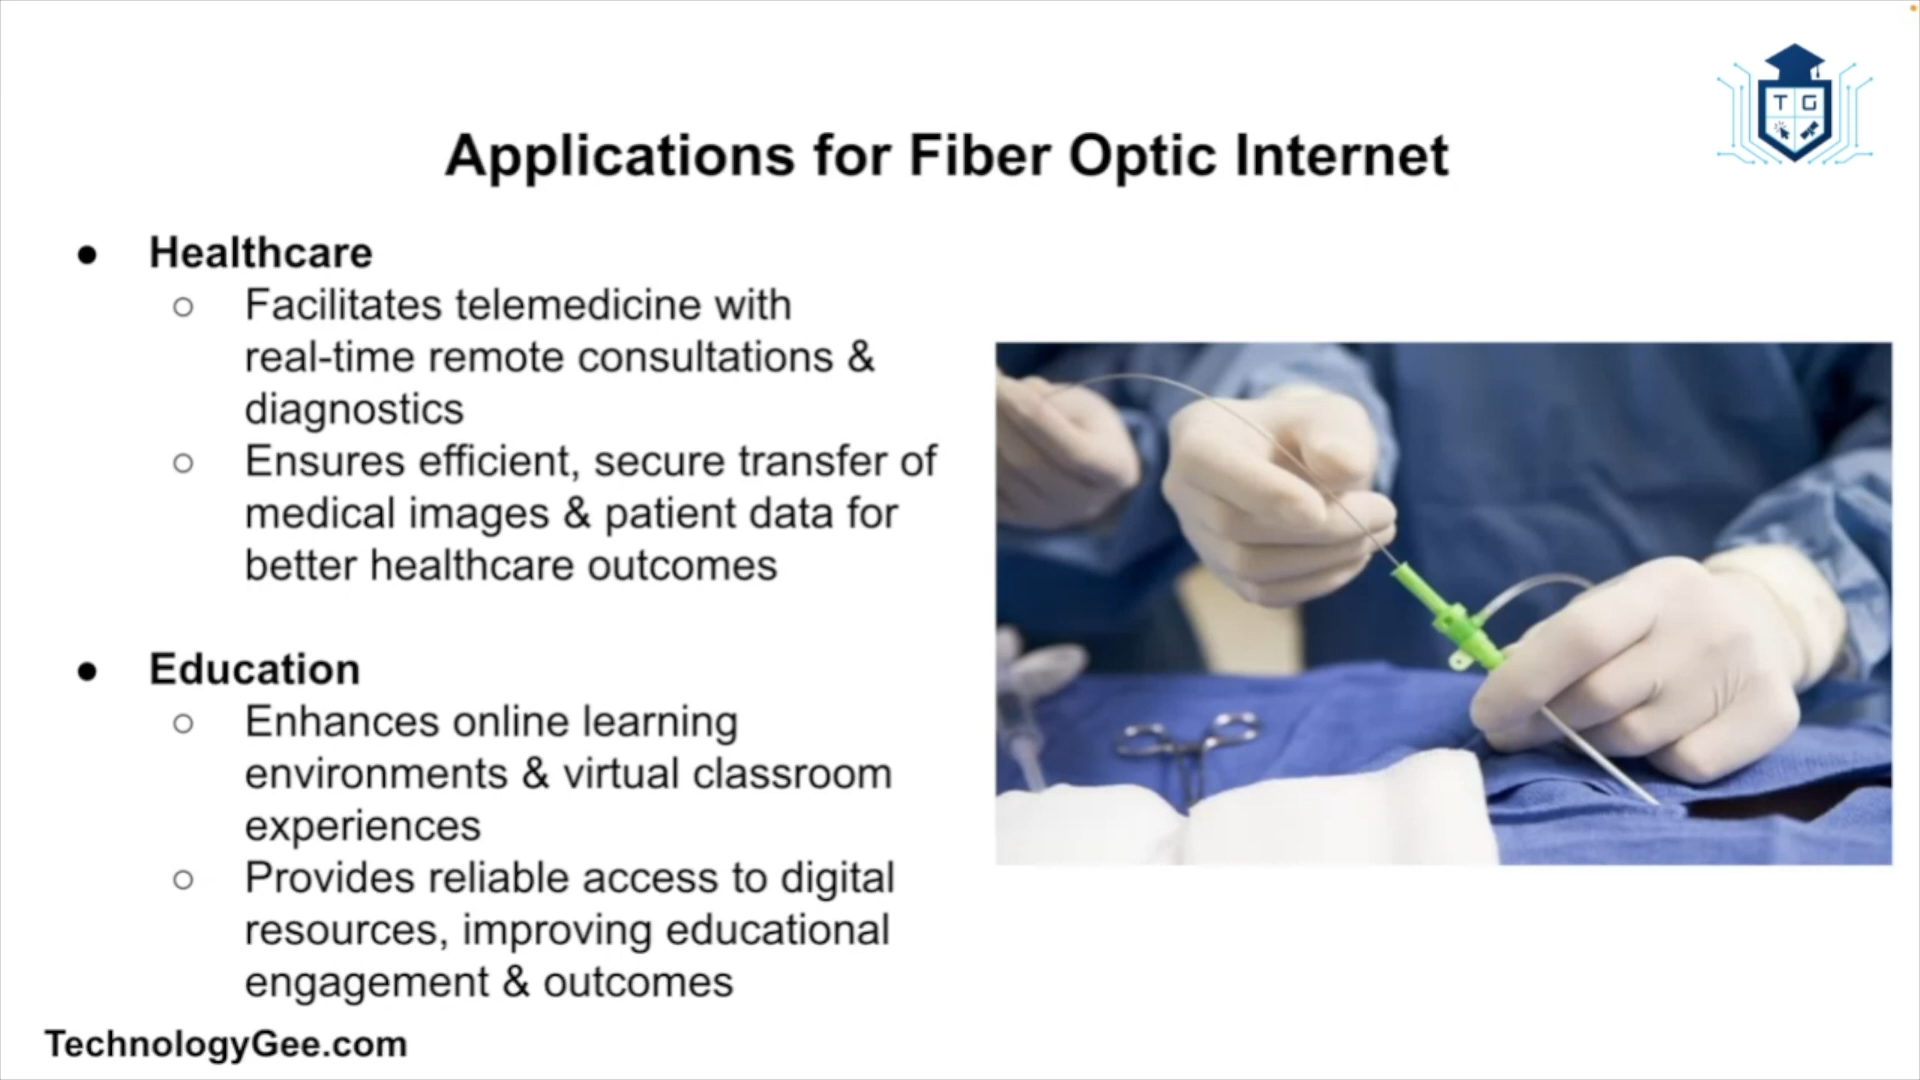 T G
Applications for Fiber Optic Internet
● Healthcare
○ Facilitates telemedicine with
real-time remote consultations &
diagnostics
○ Ensures efficient, secure transfer of
medical images & patient data for
better healthcare outcomes
● Education
○ Enhances online learning
environments & virtual classroom
experiences
○ Provides reliable access to digital
resources, improving educational
engagement & outcomes
TechnologyGee.com